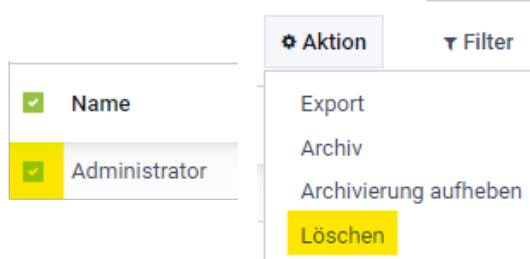 Name
Administrator
Aktion
Filter
Export
Archiv
Archivierung aufheben
Löschen